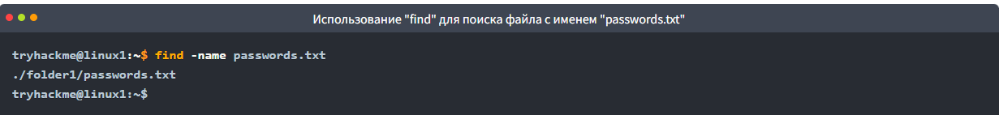 Использование "find" для поиска файла с именем "passwords.txt"
tryhackme@linux1:~$ find -name passwords.txt
./folder1/passwords.txt
tryhackme@linux1:~$